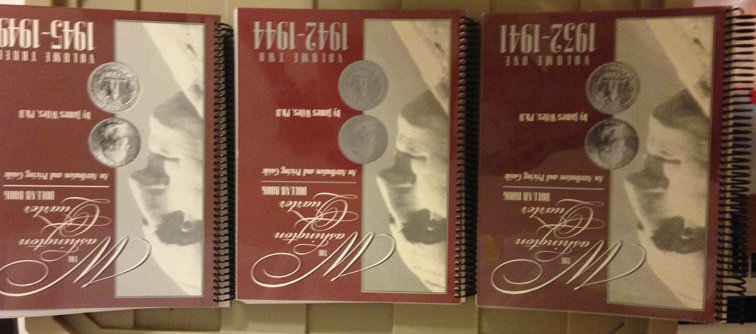 THE
Washington
Quarter
DOLLAR BOOK
An Attribution and Pricing Guide
by James Wiles, Ph.D
VOLUME ONE
1932-1941
THE
Washington
Quarter
DOLLAR BOOK
An Attribution and Pricing Guide
by James Wiles, Ph.D
VOLUME TWO
1942-1944
THE
Washington
Quarter
DOLLAR BOOK
An Attribution and Pricing Guide
by James Wiles, Ph.D
VOLUME THREE
1945-1949